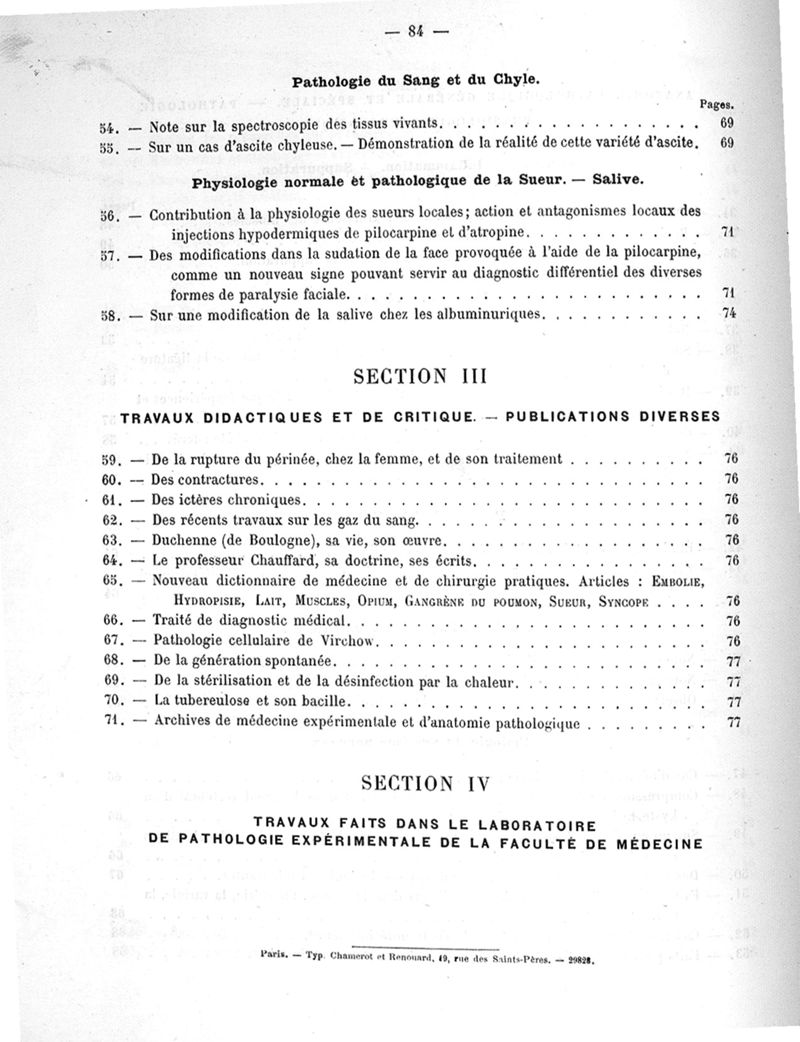 — 84 —
Pathologie du Sang et du Chyle.
Pages.
54. — Note sur la spectroscopie des tissus vivants. . . . . . . . . . . . . . . . . . 69
55. — Sur un cas d'ascite chyleuse. — Démonstration de la réalité de cette variété d'ascite. 69
Physiologie normale et pathologique de la Sueur. — Salive.
56. — Contribution à la physiologie des sueurs locales; action et antagonismes locaux des
injections hypodermiques de pilocarpine et d'atropine. . . . . . . . . . . . . 71
57. — Des modifications dans la sudation de la face provoquée à l'aide de la pilocarpine,
comme un nouveau signe pouvant servir au diagnostic différentiel des diverses
formes de paralysie faciale. . . . . . . . . . . . . . . . . . . . . . . . 71
58. — Sur une modification de la salive chez les albuminuriques. . . . . . . . . . . . 74
SECTION III
TRAVAUX DIDACTIQUES ET DE CRITIQUE. — PUBLICATIONS DIVERSES
59. — De la rupture du périnée, chez la femme, et de son traitement . . . . . . . . . . 76
60. — Des contractures. . . . . . . . . . . . . . . . . . . . . . . . . . . . . . 76
61. — Des ictères chroniques. . . . . . . . . . . . . . . . . . . . . . . . . . . 76
62. — Des récents travaux sur les gaz du sang. . . . . . . . . . . . . . . . . . . . 76
63. — Duchenne (de Boulogne), sa vie, son œuvre. . . . . . . . . . . . . . . . . . 76
64. — Le professeur Chauffard, sa doctrine, ses écrits. . . . . . . . . . . . . . . . 76
65. — Nouveau dictionnaire de médecine et de chirurgie pratiques. Articles : EMBOLIE,
HYDROPISIE, LAIT, MUSCLES, OPIUM, GANGRÈNE DU POUMON, SUEUR, SYNCOPE . . . . 76
66. — Traité de diagnostic médical. . . . . . . . . . . . . . . . . . . . . . . . 76
67. — Pathologie cellulaire de Virchow. . . . . . . . . . . . . . . . . . . . . . 76
68. — De la génération spontanée. . . . . . . . . . . . . . . . . . . . . . . . . 77
69. — De la stérilisation et de la désinfection par la chaleur. . . . . . . . . . . . . . 77
70. — La tubereulose et son bacille. . . . . . . . . . . . . . . . . . . . . . . . 77
71. — Archives de médecine expérimentale et d'anatomie pathologique . . . . . . . . . 77
SECTION IV
TRAVAUX FAITS DANS LE LABORATOIRE
DE PATHOLOGIE EXPÉRIMENTALE DE LA FACULTÉ DE MÉDECINE
Paris. — Typ. Chamerot et Renouard, 19, rue des Saints-Pères. — 29828.